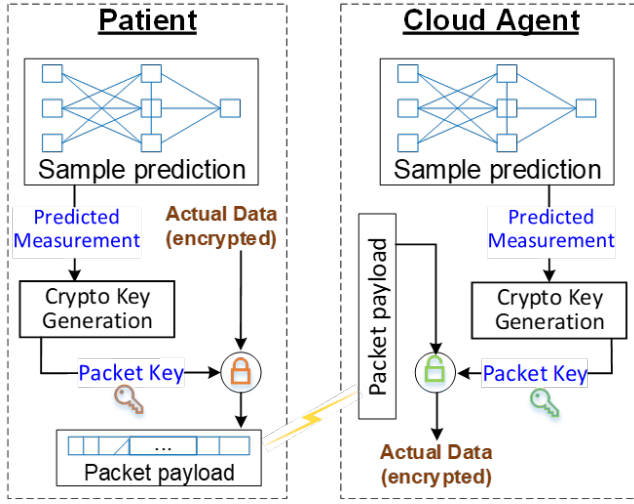 Patient
Sample prediction
Predicted
Measurement
Actual Data
(encrypted)
Crypto Key
Generation
Packet Key
...
Packet payload
Cloud Agent
Sample prediction
Predicted
Measurement
Packet payload
Crypto Key
Generation
Packet Key
Actual Data
(encrypted)